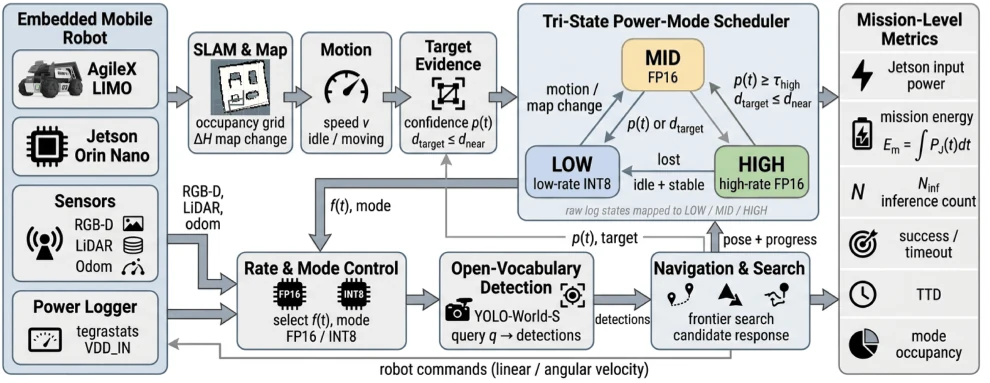 Embedded Mobile
Robot
AgileX
LIMO
Jetson
Orin Nano
Sensors
RGB-D
LiDAR
Odom
Power Logger
tegrastats
VDD_IN
SLAM & Map
occupancy grid
ΔH map change
Motion
speed v
idle / moving
Target
Evidence
confidence p(t)
d_target ≤ d_near
Tri-State Power-Mode Scheduler
MID
FP16
motion /
map change
p(t) or d_target
p(t) ≥ τ_high
d_target ≤ d_near
LOW
low-rate INT8
lost
idle + stable
HIGH
high-rate FP16
raw log states mapped to LOW / MID / HIGH
RGB-D,
LiDAR,
odom
f(t), mode
p(t), target
pose + progress
Rate & Mode Control
FP16
INT8
select f(t), mode
FP16 / INT8
Open-Vocabulary
Detection
YOLO-World-S
query q → detections
detections
Navigation & Search
frontier search
candidate response
robot commands (linear / angular velocity)
Mission-Level
Metrics
Jetson input
power
mission energy
E_m = ∫ P_J(t)dt
N
N_inf
inference count
success /
timeout
TTD
mode
occupancy